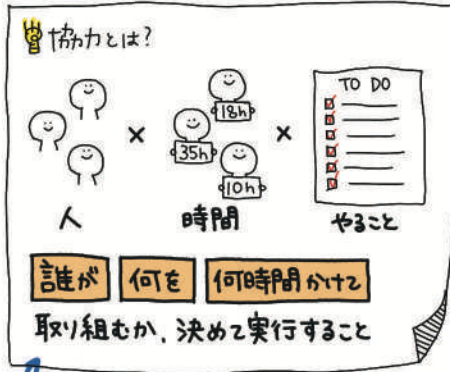 協力とは?
TO DO
18h
35h
10h
人 × 時間 × やること
誰が 何を 何時間かけて
取り組むか、決めて実行すること